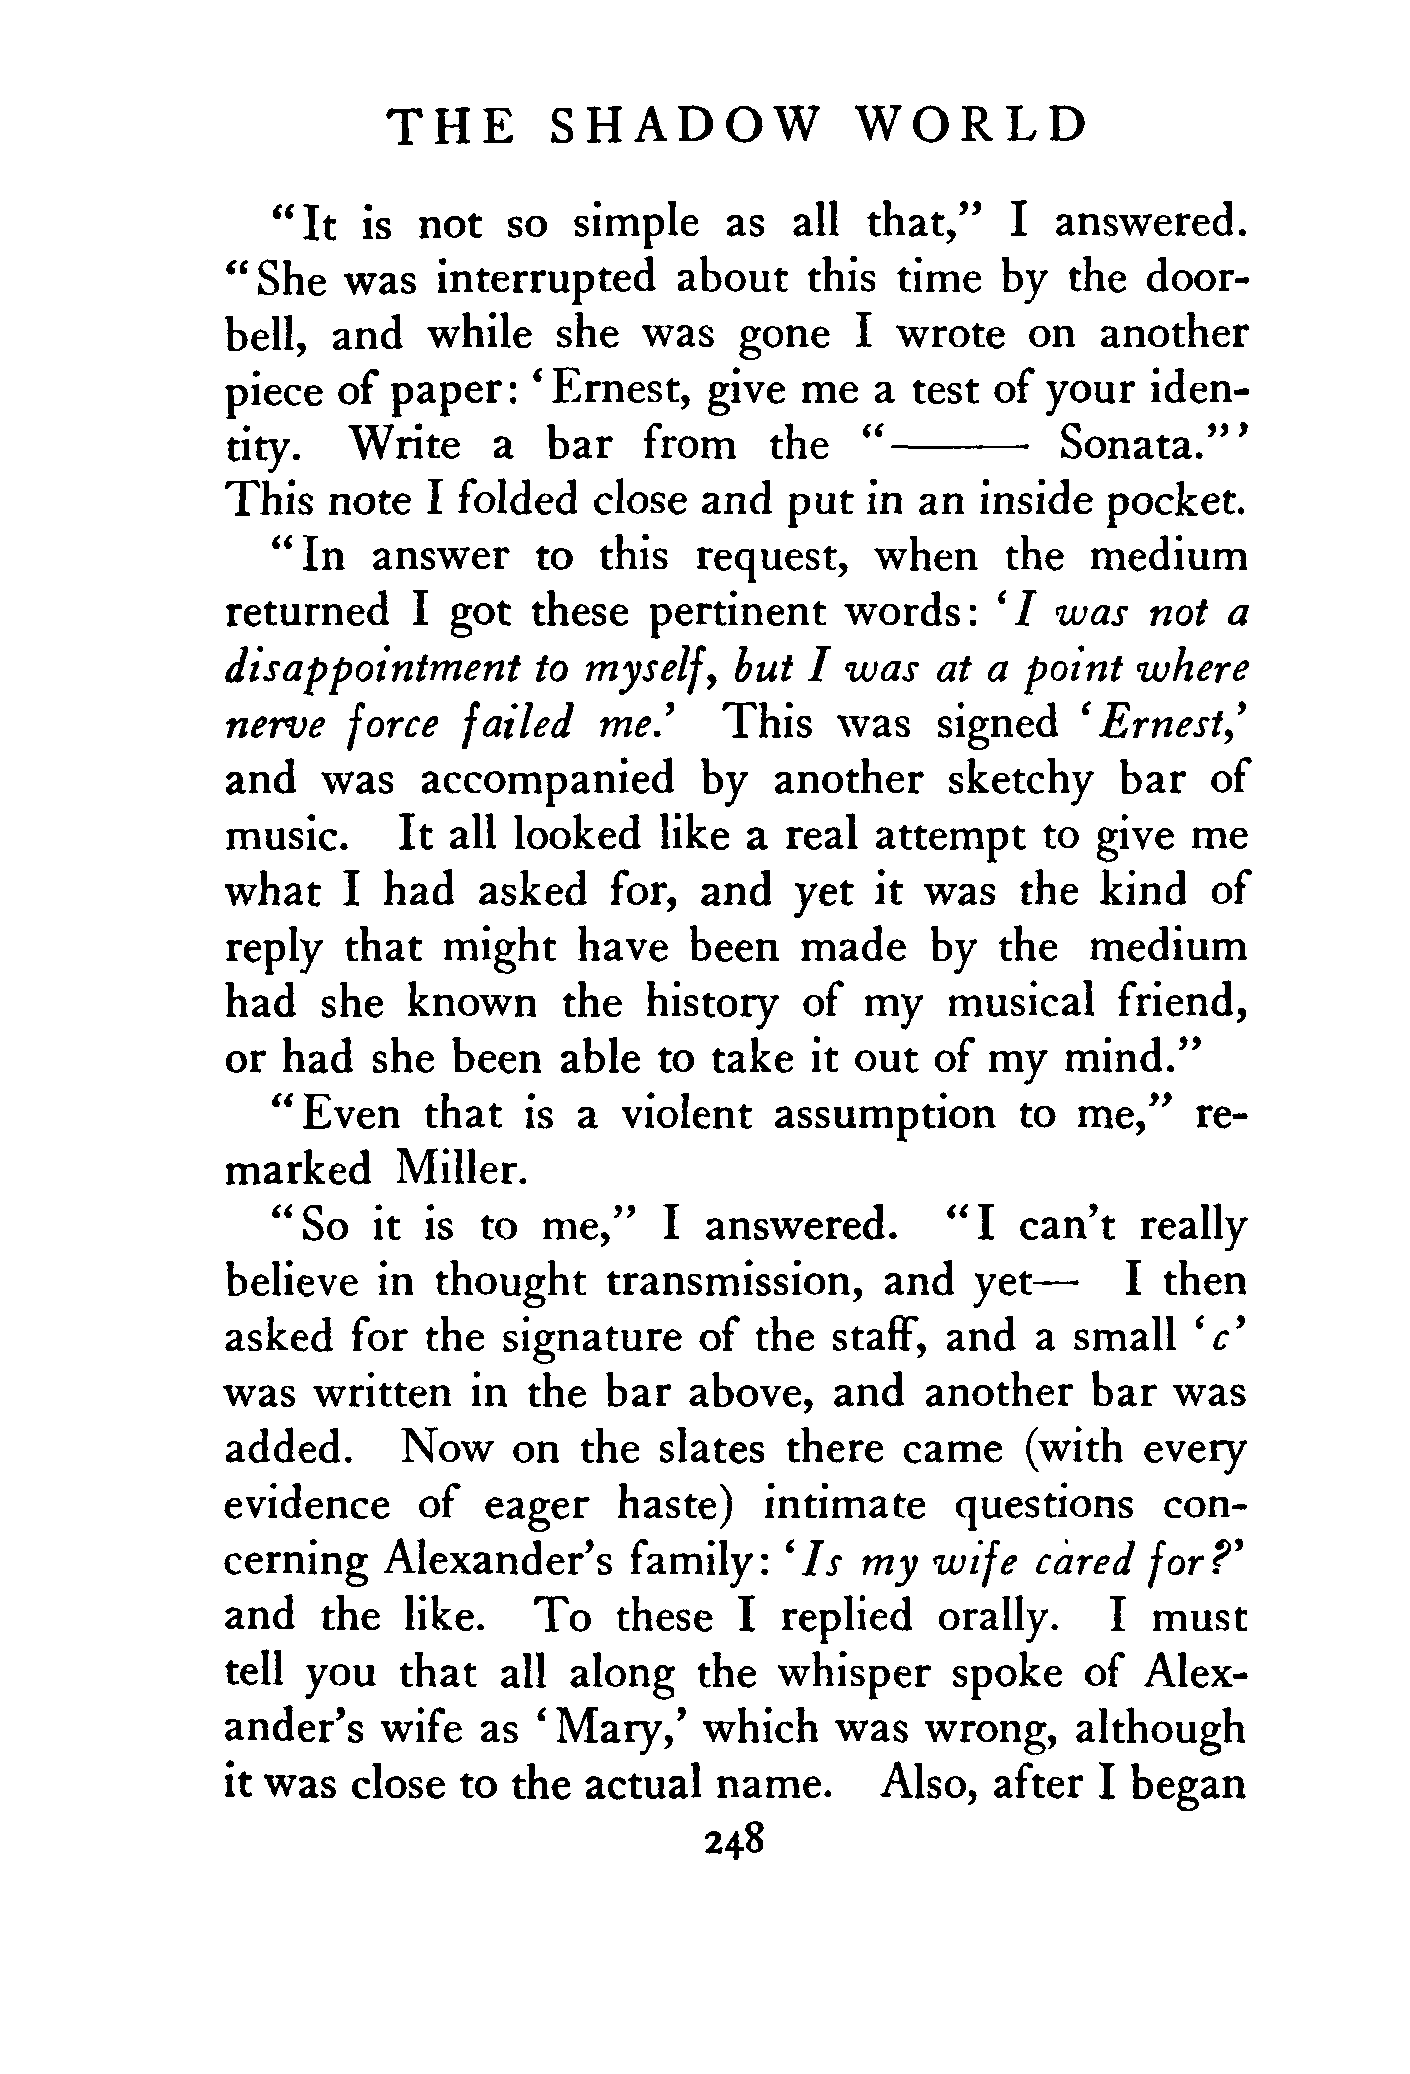 THE SHADOW WORLD
“It is not so simple as all that,” I answered.
“She was interrupted about this time by the door-
bell, and while she was gone I wrote on another
piece of paper: ‘Ernest, give me a test of your iden-
tity. Write a bar from the “——— Sonata.”’
This note I folded close and put in an inside pocket.
“In answer to this request, when the medium
returned I got these pertinent words: ‘I was not a
disappointment to myself, but I was at a point where
nerve force failed me.’ This was signed ‘Ernest,’
and was accompanied by another sketchy bar of
music. It all looked like a real attempt to give me
what I had asked for, and yet it was the kind of
reply that might have been made by the medium
had she known the history of my musical friend,
or had she been able to take it out of my mind.”
“Even that is a violent assumption to me,” re-
marked Miller.
“So it is to me,” I answered. “I can’t really
believe in thought transmission, and yet— I then
asked for the signature of the staff, and a small ‘c’
was written in the bar above, and another bar was
added. Now on the slates there came (with every
evidence of eager haste) intimate questions con-
cerning Alexander’s family: ‘Is my wife cared for?’
and the like. To these I replied orally. I must
tell you that all along the whisper spoke of Alex-
ander’s wife as ‘Mary,’ which was wrong, although
it was close to the actual name. Also, after I began
248